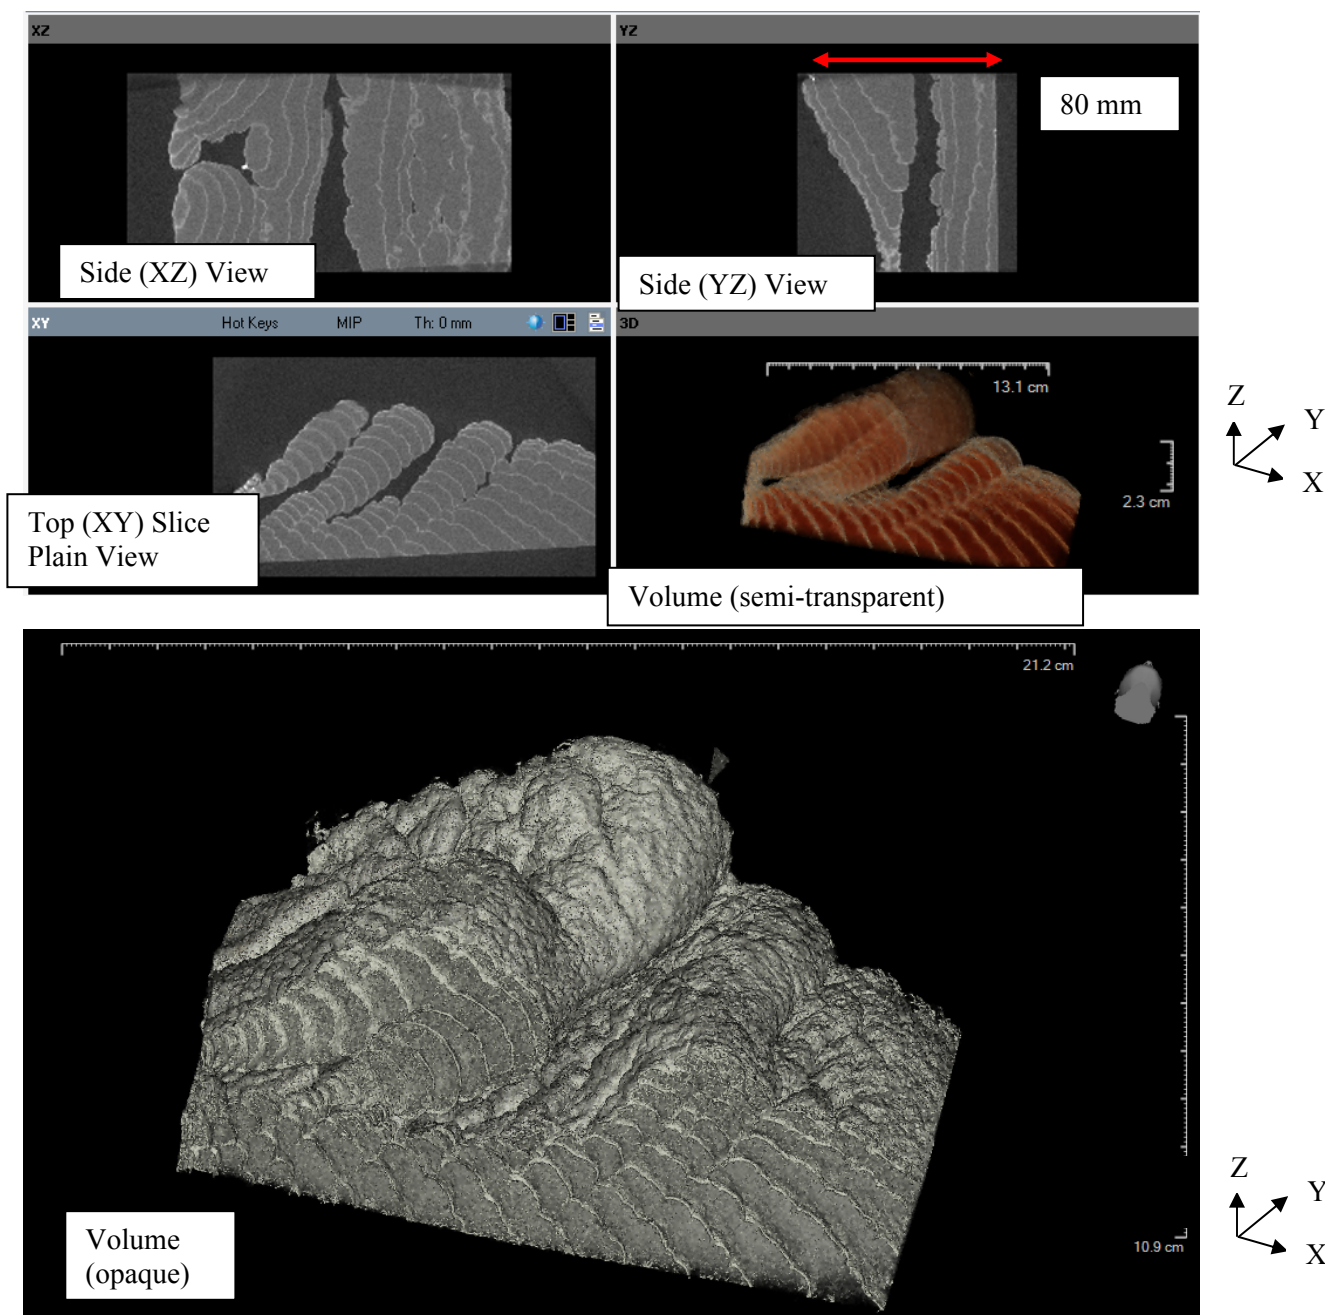 XZ
YZ
80 mm
Side (XZ) View
Side (YZ) View
XY
Hot Keys
MIP
Th: 0 mm
3D
13.1 cm
2.3 cm
Z
Y
X
Top (XY) Slice
Plain View
Volume (semi-transparent)
21.2 cm
10.9 cm
Z
Y
X
Volume
(opaque)